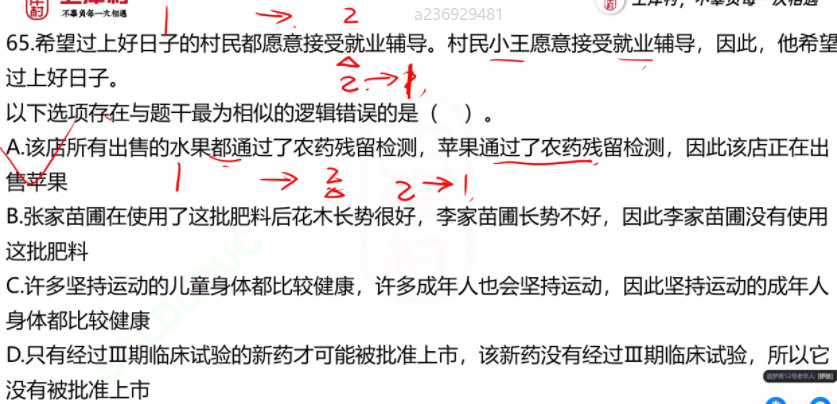 不辜负每一次相遇
1 → 2
a236929481
65.希望过上好日子的村民都愿意接受就业辅导。村民小王愿意接受就业辅导，因此，他希望
过上好日子。
2 → 1
以下选项存在与题干最为相似的逻辑错误的是（ ）。
A.该店所有出售的水果都通过了农药残留检测，苹果通过了农药残留检测，因此该店正在出
售苹果
1 → 2 2 → 1
B.张家苗圃在使用了这批肥料后花木长势很好，李家苗圃长势不好，因此李家苗圃没有使用
这批肥料
C.许多坚持运动的儿童身体都比较健康，许多成年人也会坚持运动，因此坚持运动的成年人
身体都比较健康
D.只有经过Ⅲ期临床试验的新药才可能被批准上市，该新药没有经过Ⅲ期临床试验，所以它
没有被批准上市